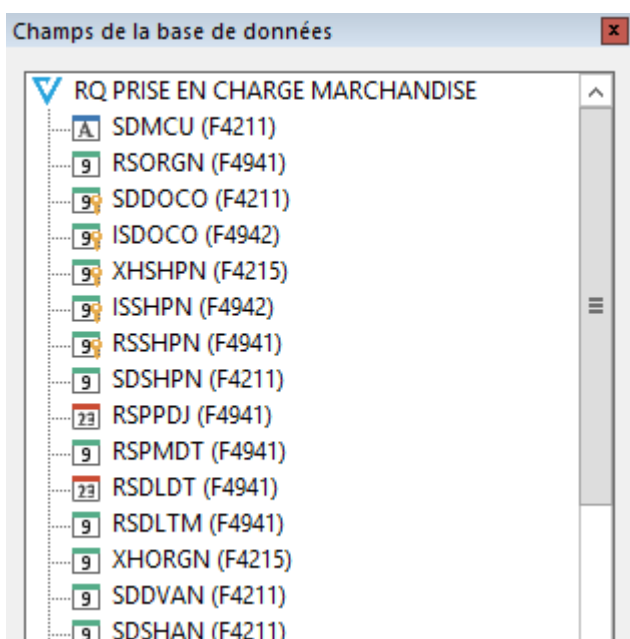 Champs de la base de données
RQ PRISE EN CHARGE MARCHANDISE
SDMCU (F4211)
RSORGN (F4941)
SDDOCO (F4211)
ISDOCO (F4942)
XHSHPN (F4215)
ISSHPN (F4942)
RSSHPN (F4941)
SDSHPN (F4211)
RSPPDJ (F4941)
RSPMDT (F4941)
RSDLDT (F4941)
RSDLTM (F4941)
XHORGN (F4215)
SDDVAN (F4211)
SDSHAN (F4211)